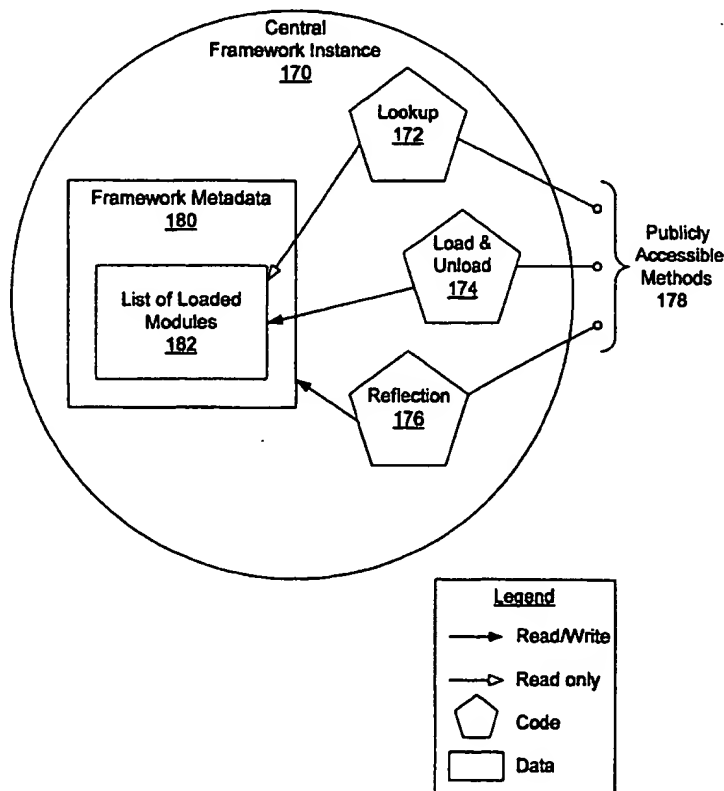 Central
Framework Instance
170
Lookup
172
Framework Metadata
180
List of Loaded
Modules
182
Load &
Unload
174
Reflection
176
Publicly
Accessible
Methods
178
Legend
Read/Write
Read only
Code
Data